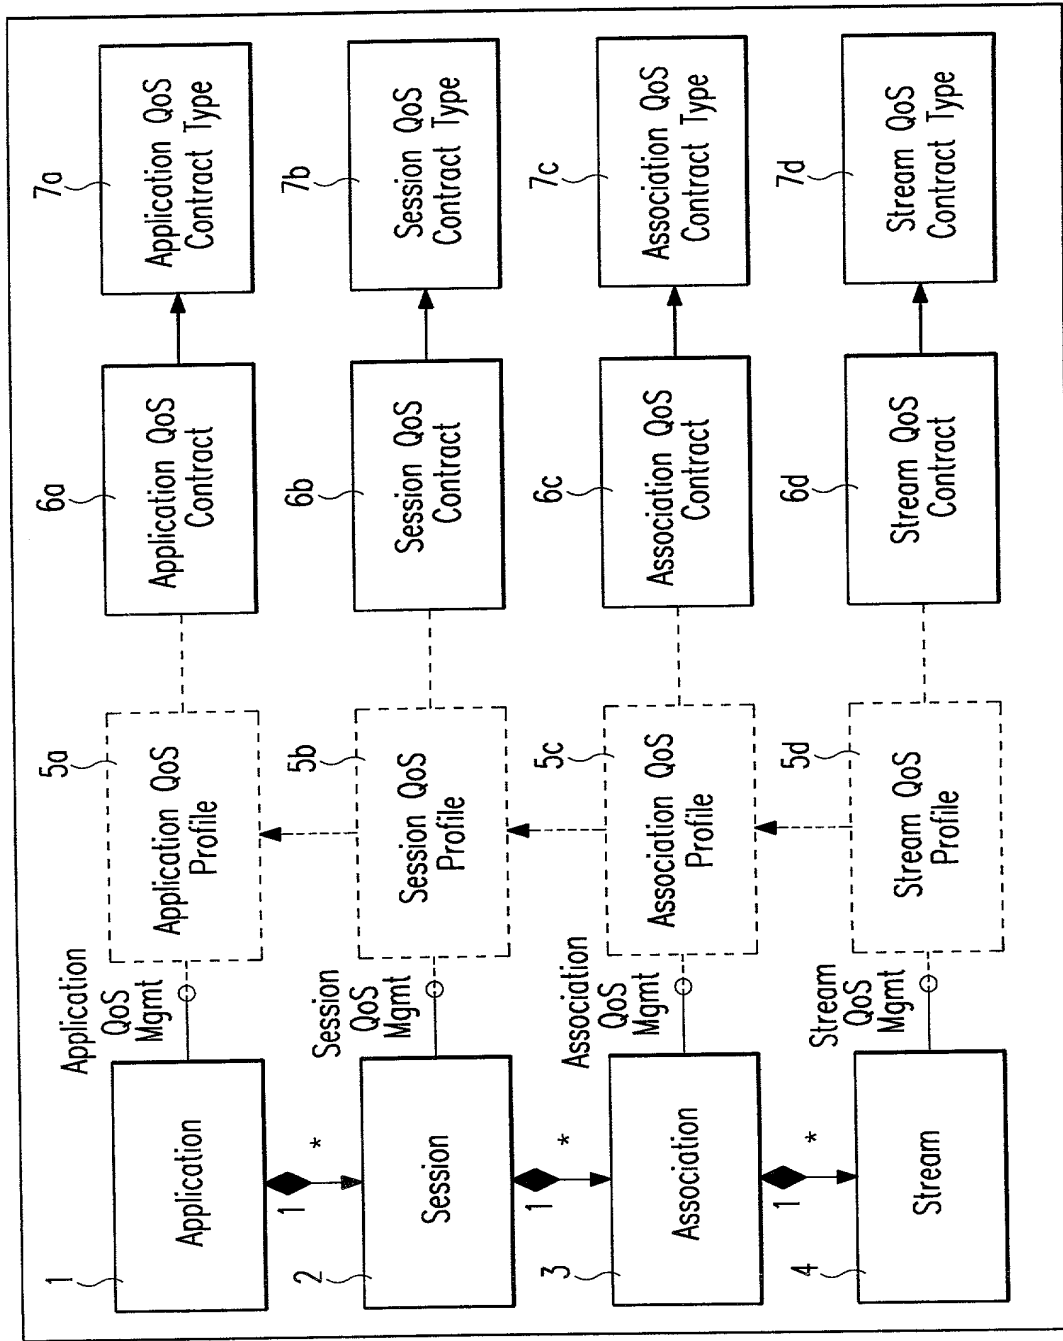 1
Application
Application
QoS
Mgmt
5a
Application QoS
Profile
6a
Application QoS
Contract
7a
Application QoS
Contract Type
1
*
2
Session
Session
QoS
Mgmt
5b
Session QoS
Profile
6b
Session QoS
Contract
7b
Session QoS
Contract Type
1
*
3
Association
Association
QoS
Mgmt
5c
Association QoS
Profile
6c
Association QoS
Contract
7c
Association QoS
Contract Type
1
*
4
Stream
Stream
QoS
Mgmt
5d
Stream QoS
Profile
6d
Stream QoS
Contract
7d
Stream QoS
Contract Type